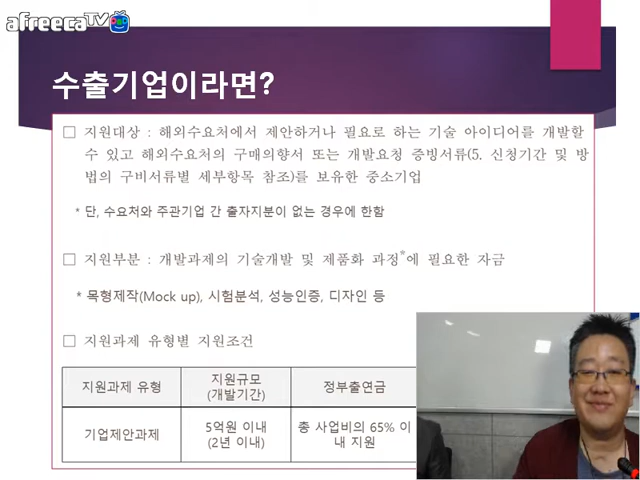 afreecaTV
수출기업이라면?
□ 지원대상 : 해외수요처에서 제안하거나 필요로 하는 기술 아이디어를 개발할
수 있고 해외수요처의 구매의향서 또는 개발요청 증빙서류(5. 신청기간 및 방
법의 구비서류별 세부항목 참조)를 보유한 중소기업
* 단, 수요처와 주관기업 간 출자지분이 없는 경우에 한함
□ 지원부분 : 개발과제의 기술개발 및 제품화 과정*에 필요한 자금
* 목형제작(Mock up), 시험분석, 성능인증, 디자인 등
□ 지원과제 유형별 지원조건
지원과제 유형 지원규모 정부출연금
(개발기간)
기업제안과제 5억원 이내 총 사업비의 65% 이
(2년 이내) 내 지원